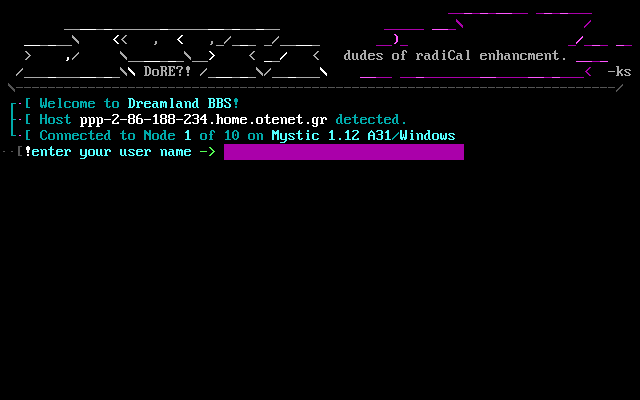 dudes of radiCal enhancment.
DoRE?!
-ks
[ Welcome to Dreamland BBS!
[ Host ppp-2-86-188-234.home.otenet.gr detected.
[ Connected to Node 1 of 10 on Mystic 1.12 A31/Windows
[!enter your user name ->